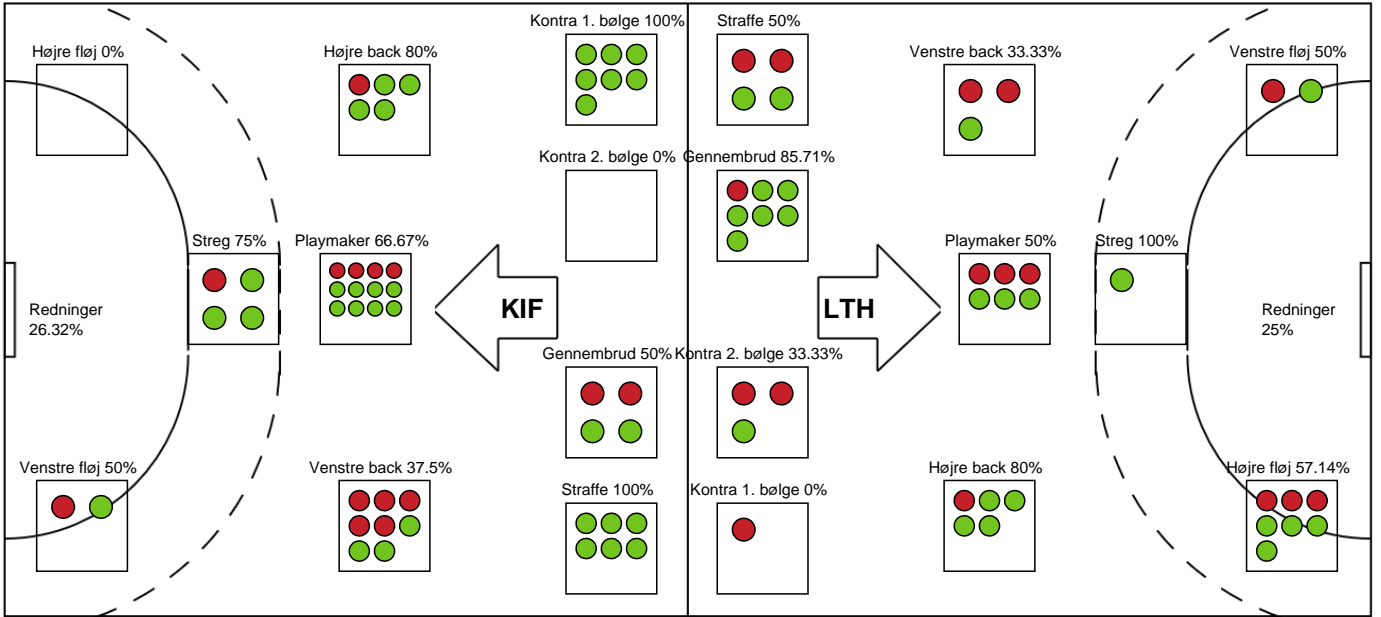 Kontra 1. bølge 100%
Straffe 50%
Højre fløj 0%
Højre back 80%
Venstre back 33.33%
Venstre fløj 50%
Kontra 2. bølge 0%
Gennembrud 85.71%
Streg 75%
Playmaker 66.67%
Playmaker 50%
Streg 100%
Redninger
26.32%
KIF
LTH
Redninger
25%
Gennembrud 50%
Kontra 2. bølge 33.33%
Venstre fløj 50%
Venstre back 37.5%
Straffe 100%
Kontra 1. bølge 0%
Højre back 80%
Højre fløj 57.14%